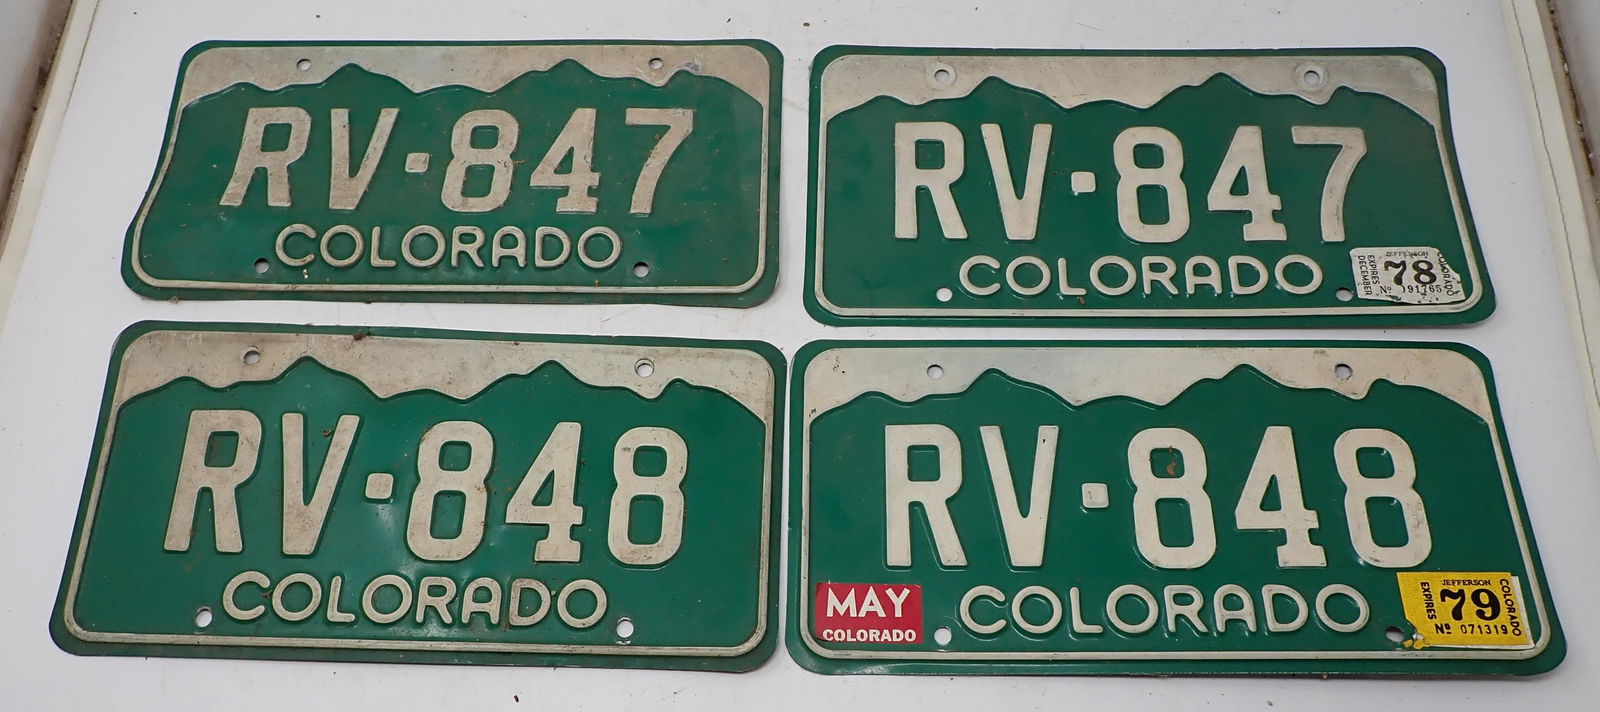 RV·847
COLORADO
RV·847
COLORADO
JEFFERSON
EXPIRES
DECEMBER
78
COLORADO
No 191765
RV·848
COLORADO
RV·848
COLORADO
MAY
COLORADO
JEFFERSON
EXPIRES
79
COLORADO
No 071319